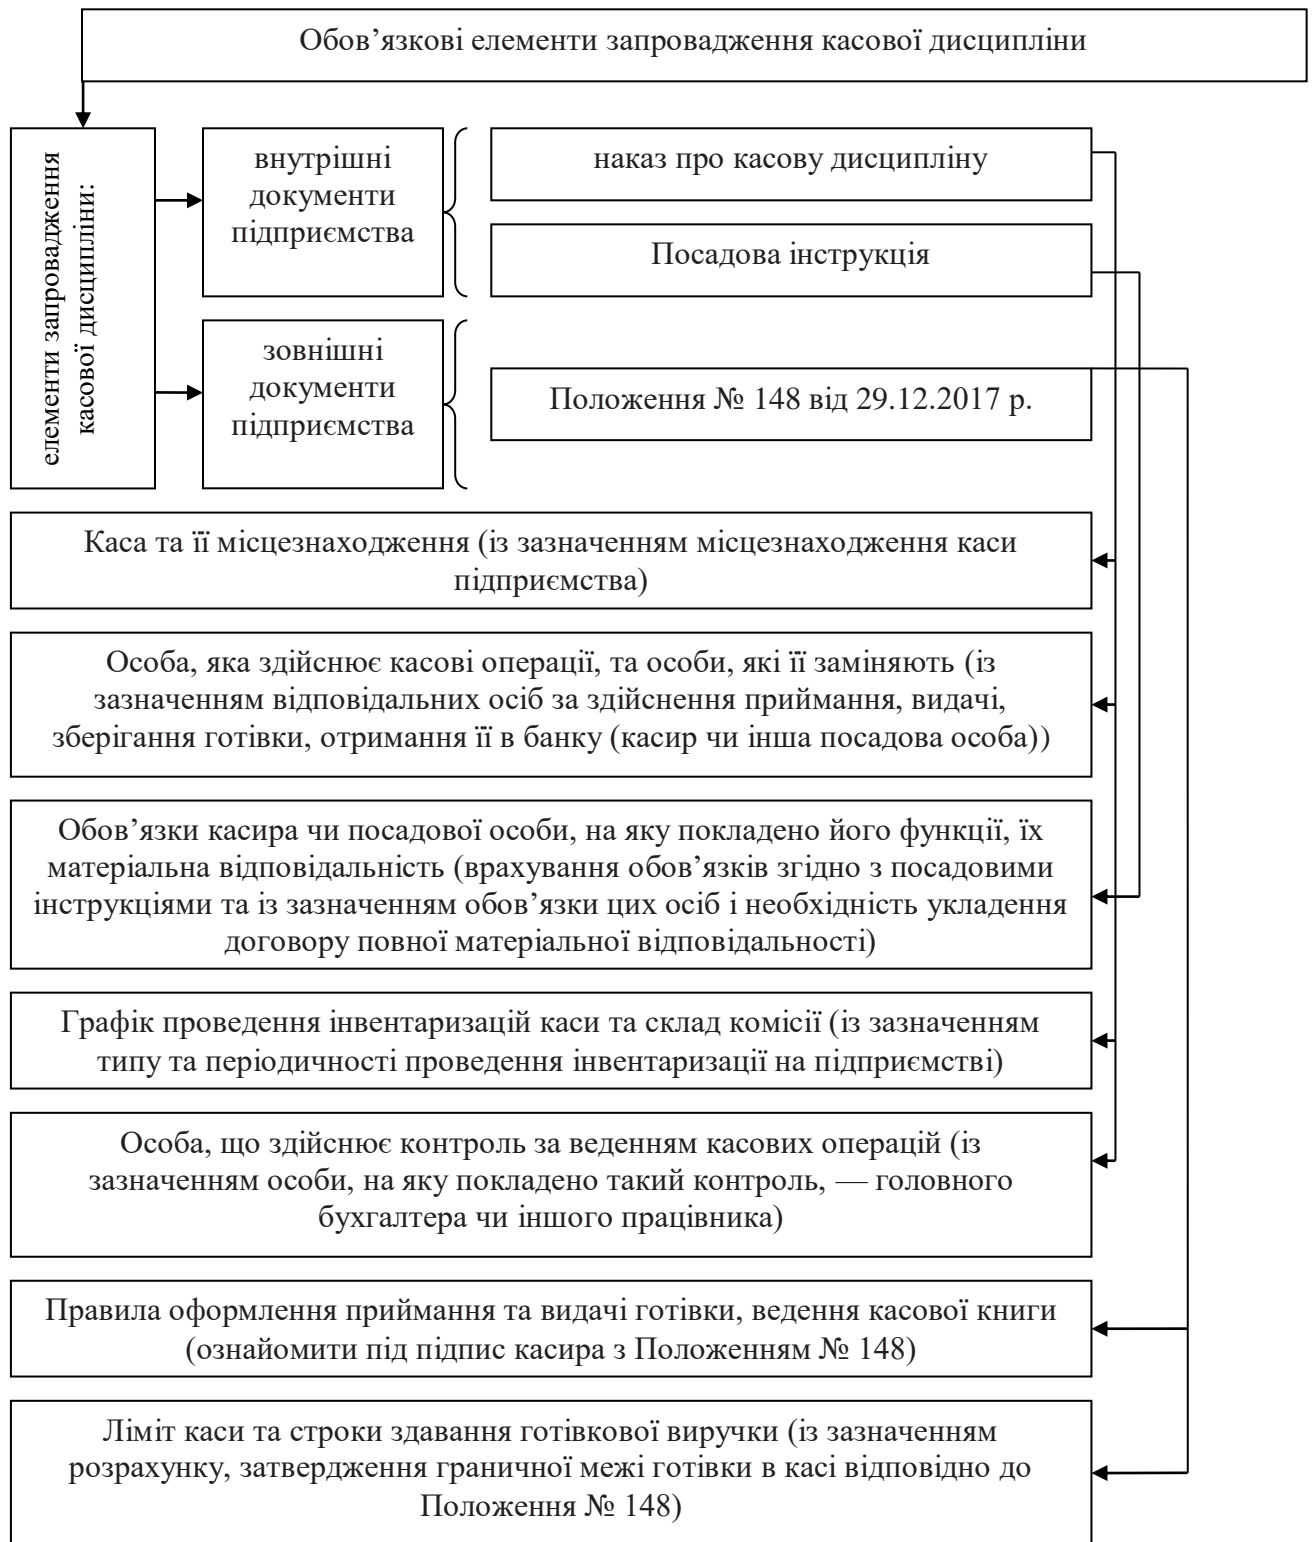 Обов’язкові елементи запровадження касової дисципліни
елементи запровадження
касової дисципліни:
внутрішні
документи
підприємства
наказ про касову дисципліну
Посадова інструкція
зовнішні
документи
підприємства
Положення № 148 від 29.12.2017 р.
Каса та її місцезнаходження (із зазначенням місцезнаходження каси
підприємства)
Особа, яка здійснює касові операції, та особи, які її заміняють (із
зазначенням відповідальних осіб за здійснення приймання, видачі,
зберігання готівки, отримання її в банку (касир чи інша посадова особа))
Обов’язки касира чи посадової особи, на яку покладено його функції, їх
матеріальна відповідальність (врахування обов’язків згідно з посадовими
інструкціями та із зазначенням обов’язки цих осіб і необхідність укладення
договору повної матеріальної відповідальності)
Графік проведення інвентаризацій каси та склад комісії (із зазначенням
типу та періодичності проведення інвентаризації на підприємстві)
Особа, що здійснює контроль за веденням касових операцій (із
зазначенням особи, на яку покладено такий контроль, — головного
бухгалтера чи іншого працівника)
Правила оформлення приймання та видачі готівки, ведення касової книги
(ознайомити під підпис касира з Положенням № 148)
Ліміт каси та строки здавання готівкової виручки (із зазначенням
розрахунку, затвердження граничної межі готівки в касі відповідно до
Положення № 148)